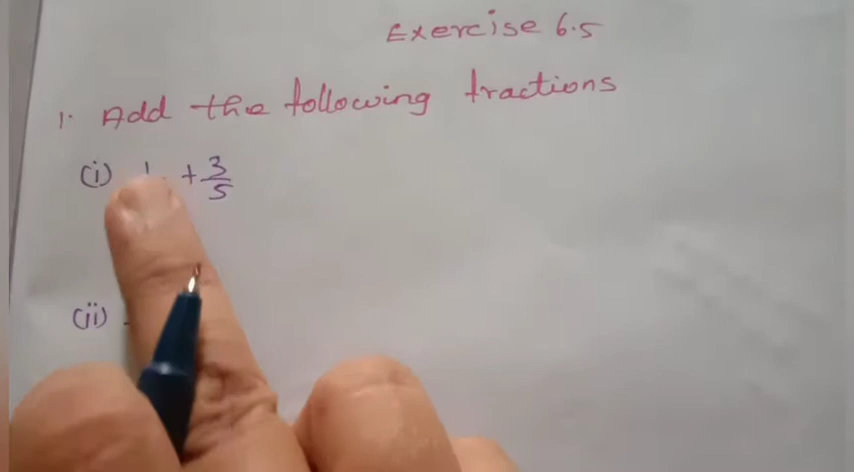 Exercise 6.5
1. Add the following fractions
(i) + 3/5
(ii)